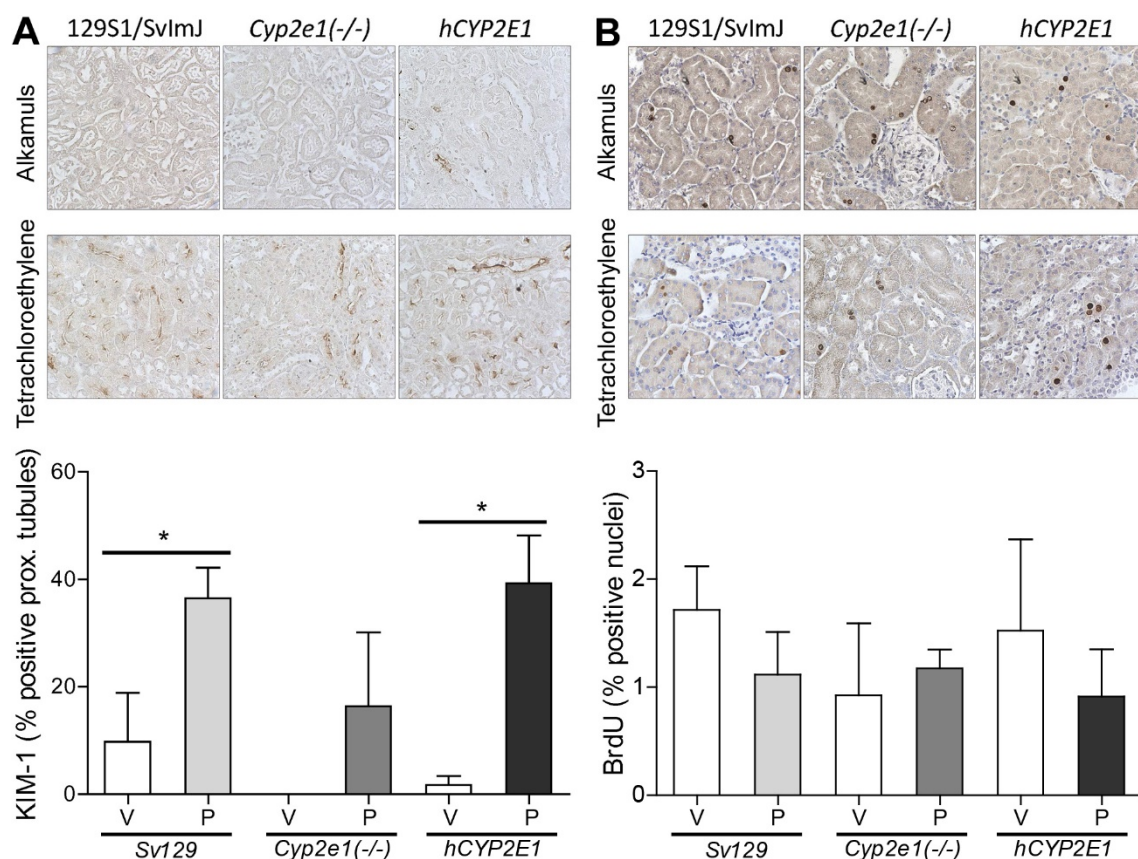 A
129S1/SvImJ
Cyp2e1(-/-)
hCYP2E1
Alkamuls
Tetrachloroethylene
KIM-1 (% positive prox. tubules)
60
40
20
0
*
*
V
P
V
P
V
P
Sv129
Cyp2e1(-/-)
hCYP2E1
B
129S1/SvImJ
Cyp2e1(-/-)
hCYP2E1
Alkamuls
Tetrachloroethylene
BrdU (% positive nuclei)
3
2
1
0
V
P
V
P
V
P
Sv129
Cyp2e1(-/-)
hCYP2E1